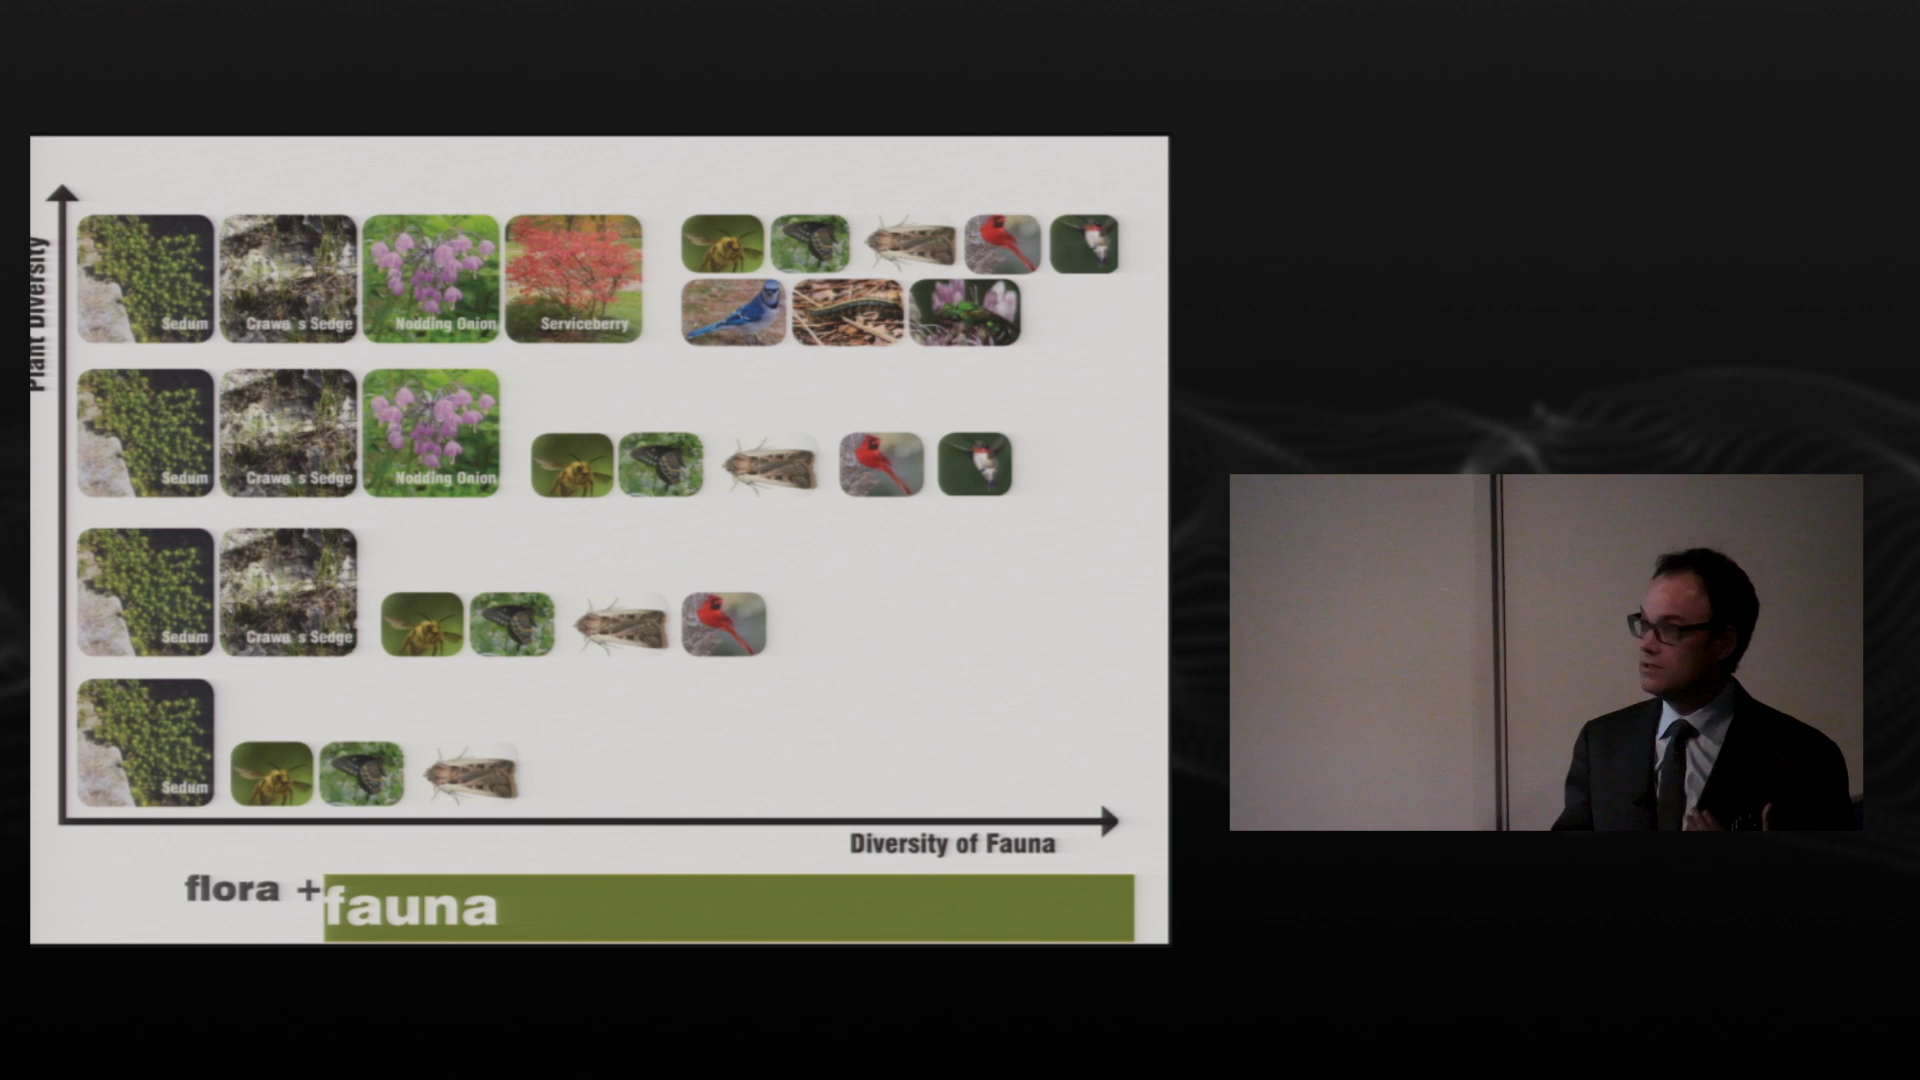 Plant Diversity
Sedum
Crawe s Sedge
Nodding Onion
Serviceberry
Sedum
Crawe s Sedge
Nodding Onion
Sedum
Crawe s Sedge
Sedum
Diversity of Fauna
flora +
fauna